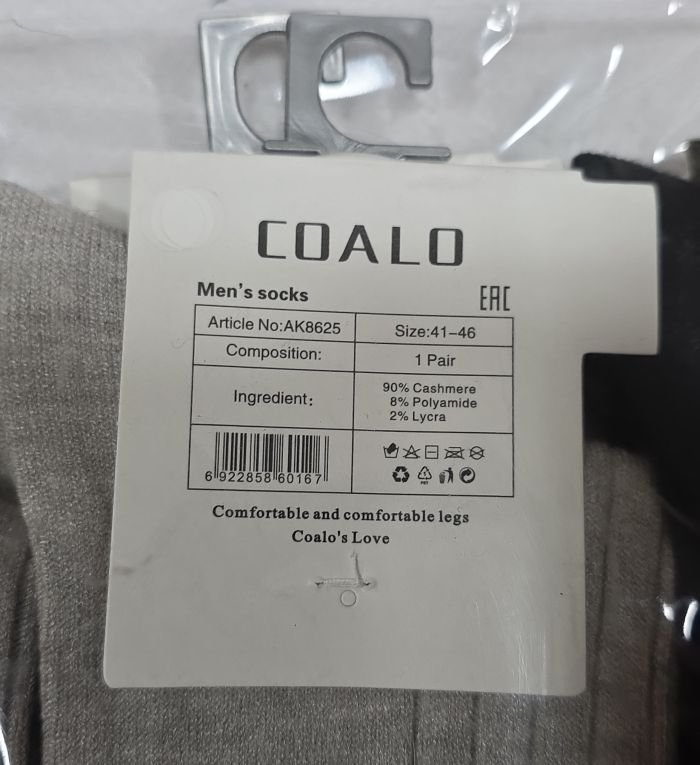 COALO
Men's socks
EAC
Article No:AK8625
Size:41–46
Composition:
1 Pair
Ingredient:
90% Cashmere
8% Polyamide
2% Lycra
6 922858 60167
PET
Comfortable and comfortable legs
Coalo's Love